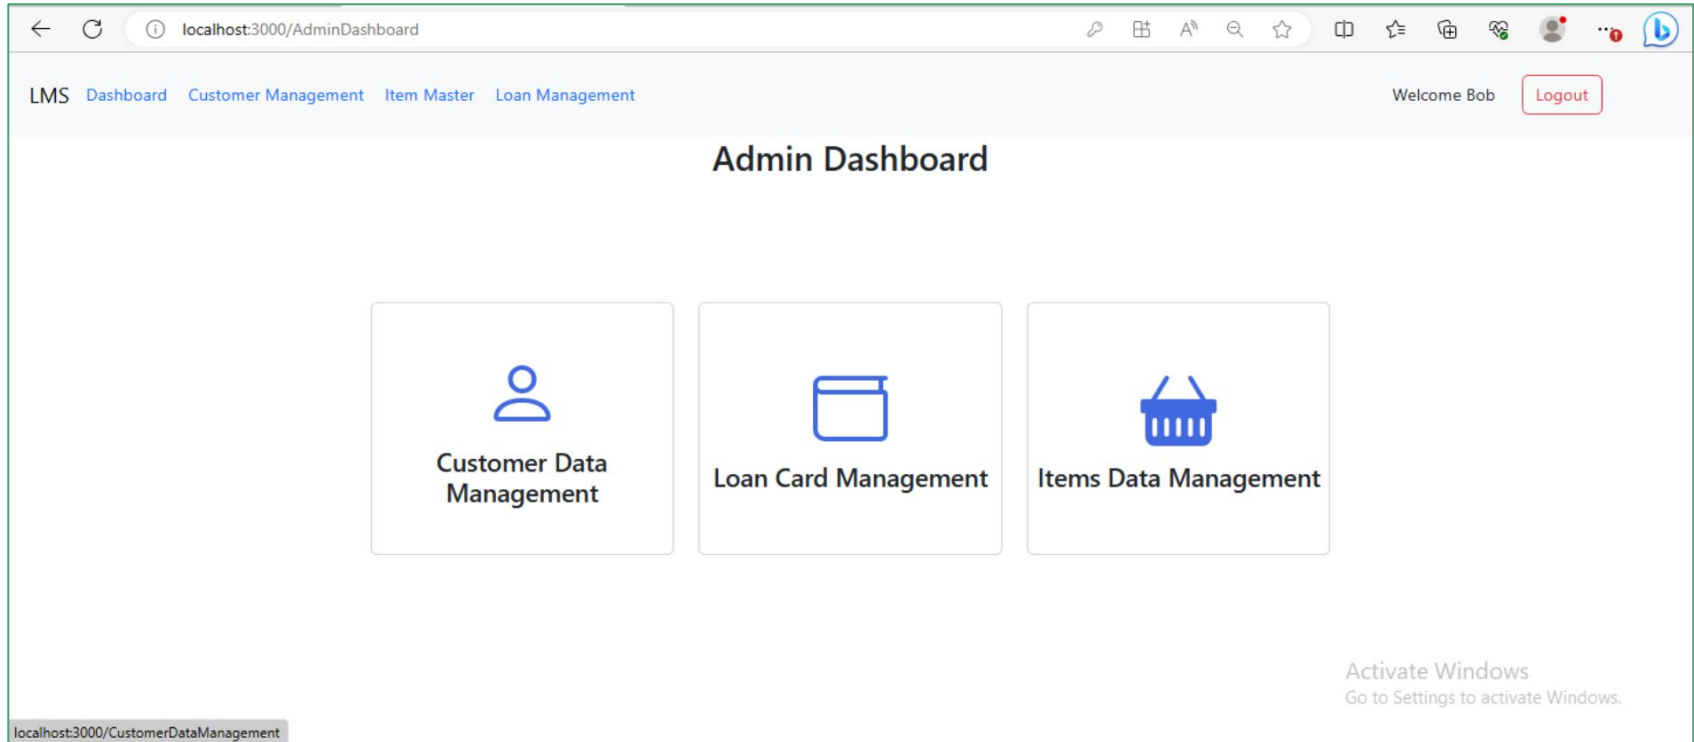 localhost:3000/AdminDashboard
LMS Dashboard Customer Management Item Master Loan Management Welcome Bob Logout
Admin Dashboard
Customer Data
Management
Loan Card Management
Items Data Management
Activate Windows
Go to Settings to activate Windows.
localhost:3000/CustomerDataManagement